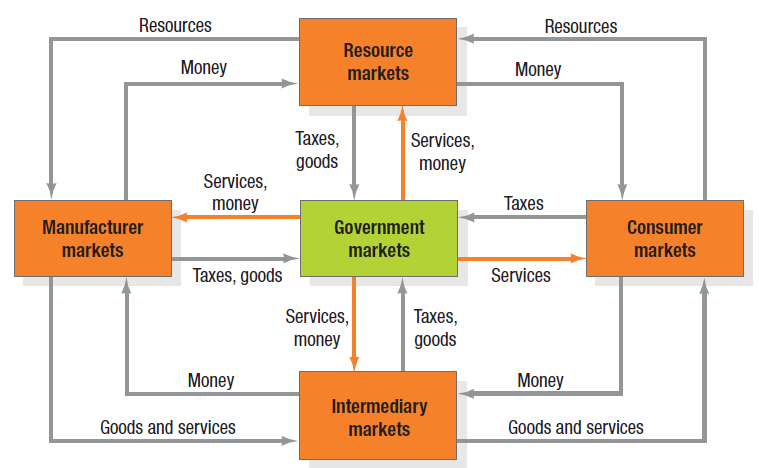 Resources
Resources
Resource
markets
Money
Money
Taxes,
goods
Services,
money
Services,
money
Taxes
Manufacturer
markets
Government
markets
Consumer
markets
Taxes, goods
Services
Services,
money
Taxes,
goods
Money
Money
Intermediary
markets
Goods and services
Goods and services